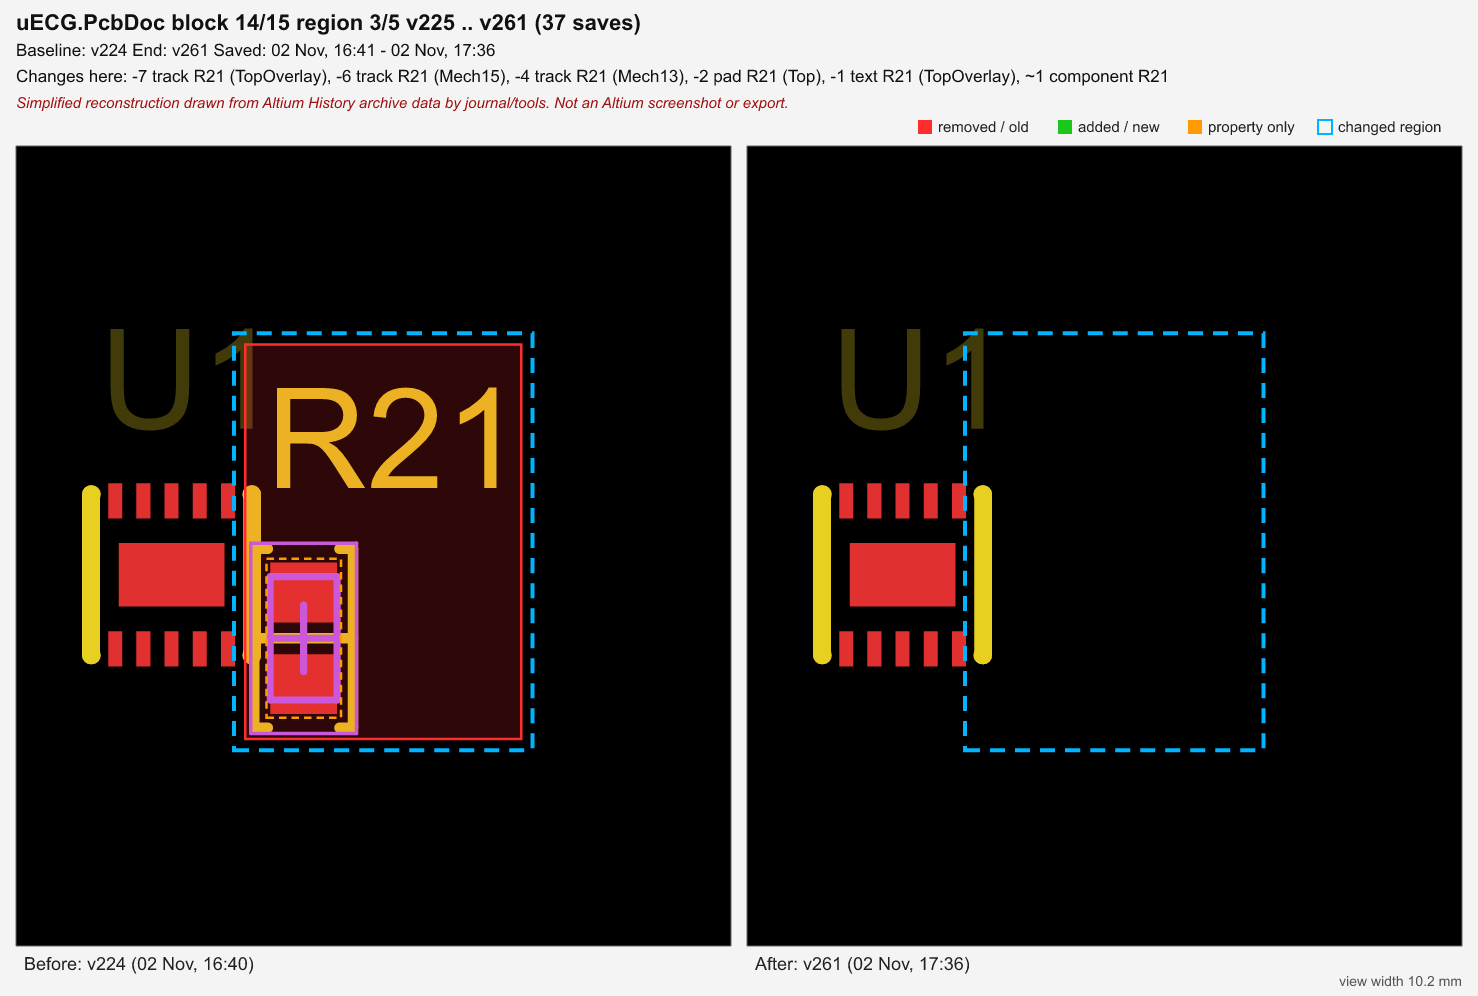 uECG.PcbDoc block 14/15 region 3/5 v225 .. v261 (37 saves)
Baseline: v224 End: v261 Saved: 02 Nov, 16:41 - 02 Nov, 17:36
Changes here: -7 track R21 (TopOverlay), -6 track R21 (Mech15), -4 track R21 (Mech13), -2 pad R21 (Top), -1 text R21 (TopOverlay), ~1 component R21
Simplified reconstruction drawn from Altium History archive data by journal/tools. Not an Altium screenshot or export.
removed / old added / new property only changed region
U1
R21
U1
Before: v224 (02 Nov, 16:40)
After: v261 (02 Nov, 17:36)
view width 10.2 mm